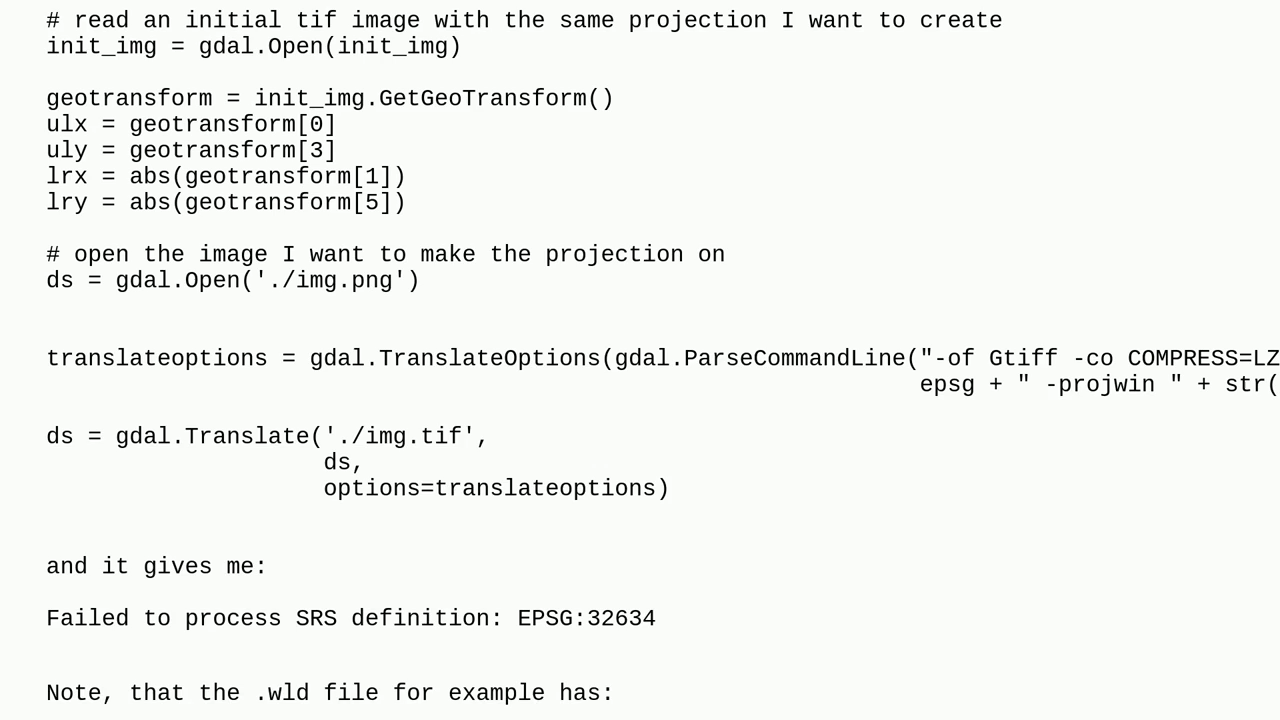 # read an initial tif image with the same projection I want to create
init_img = gdal.Open(init_img)
geotransform = init_img.GetGeoTransform()
ulx = geotransform[0]
uly = geotransform[3]
lrx = abs(geotransform[1])
lry = abs(geotransform[5])
# open the image I want to make the projection on
ds = gdal.Open('./img.png')
translateoptions = gdal.TranslateOptions(gdal.ParseCommandLine("-of Gtiff -co COMPRESS=LZ
epsg + " -projwin " + str(
ds = gdal.Translate('./img.tif',
ds,
options=translateoptions)
and it gives me:
Failed to process SRS definition: EPSG:32634
Note, that the .wld file for example has: